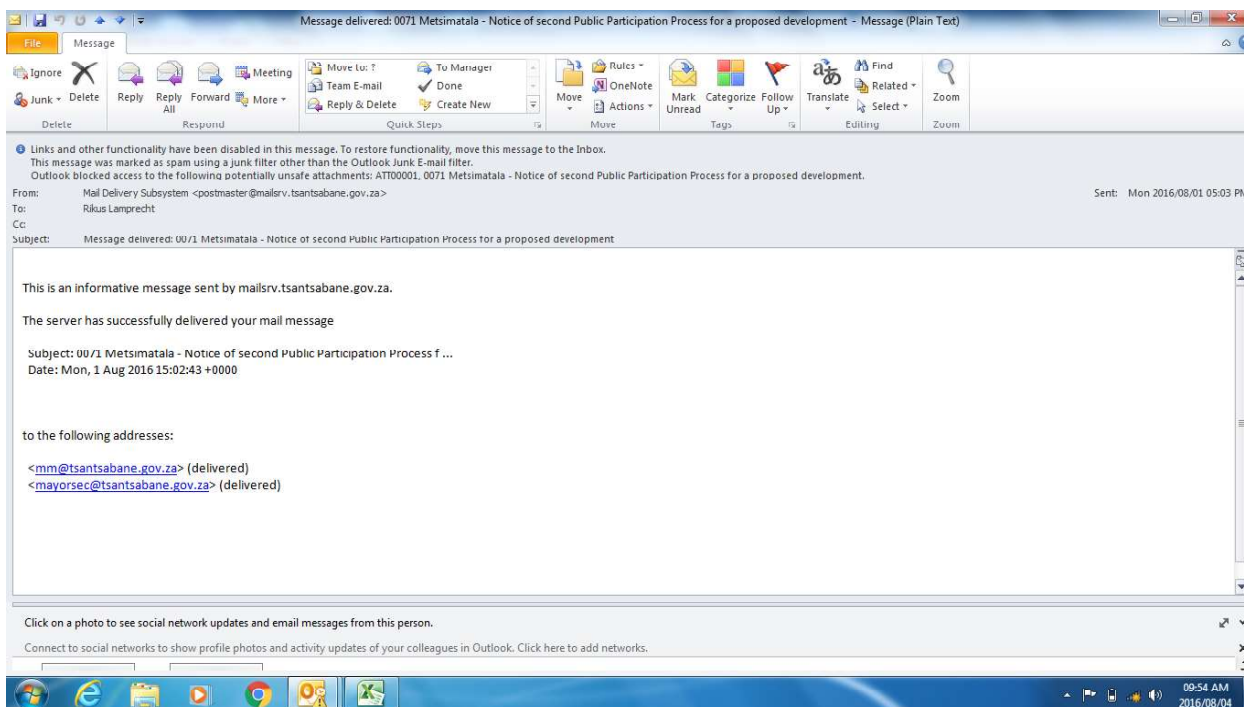 Message delivered: 0071 Metsimatala - Notice of second Public Participation Process for a proposed development - Message (Plain Text)
File Message
Ignore
Junk
Delete
Reply
Reply All
Forward
Meeting
More
Move to: ?
Team E-mail
Reply & Delete
To Manager
Done
Create New
Move
Rules
OneNote
Actions
Mark Unread
Categorize
Follow Up
Translate
Find
Related
Select
Zoom
Delete Respond Quick Steps Move Tags Editing Zoom
Links and other functionality have been disabled in this message. To restore functionality, move this message to the Inbox.
This message was marked as spam using a junk filter other than the Outlook Junk E-mail filter.
Outlook blocked access to the following potentially unsafe attachments: ATT00001, 0071 Metsimatala - Notice of second Public Participation Process for a proposed development.
From: Mail Delivery Subsystem <postmaster@mailsrv.tsantsabane.gov.za> Sent: Mon 2016/08/01 05:03 PM
To: Rikus Lamprecht
Cc:
Subject: Message delivered: 0071 Metsimatala - Notice of second Public Participation Process for a proposed development
This is an informative message sent by mailsrv.tsantsabane.gov.za.
The server has successfully delivered your mail message
Subject: 0071 Metsimatala - Notice of second Public Participation Process f ...
Date: Mon, 1 Aug 2016 15:02:43 +0000
to the following addresses:
<mm@tsantsabane.gov.za> (delivered)
<mayorsec@tsantsabane.gov.za> (delivered)
Click on a photo to see social network updates and email messages from this person.
Connect to social networks to show profile photos and activity updates of your colleagues in Outlook. Click here to add networks.
09:54 AM
2016/08/04